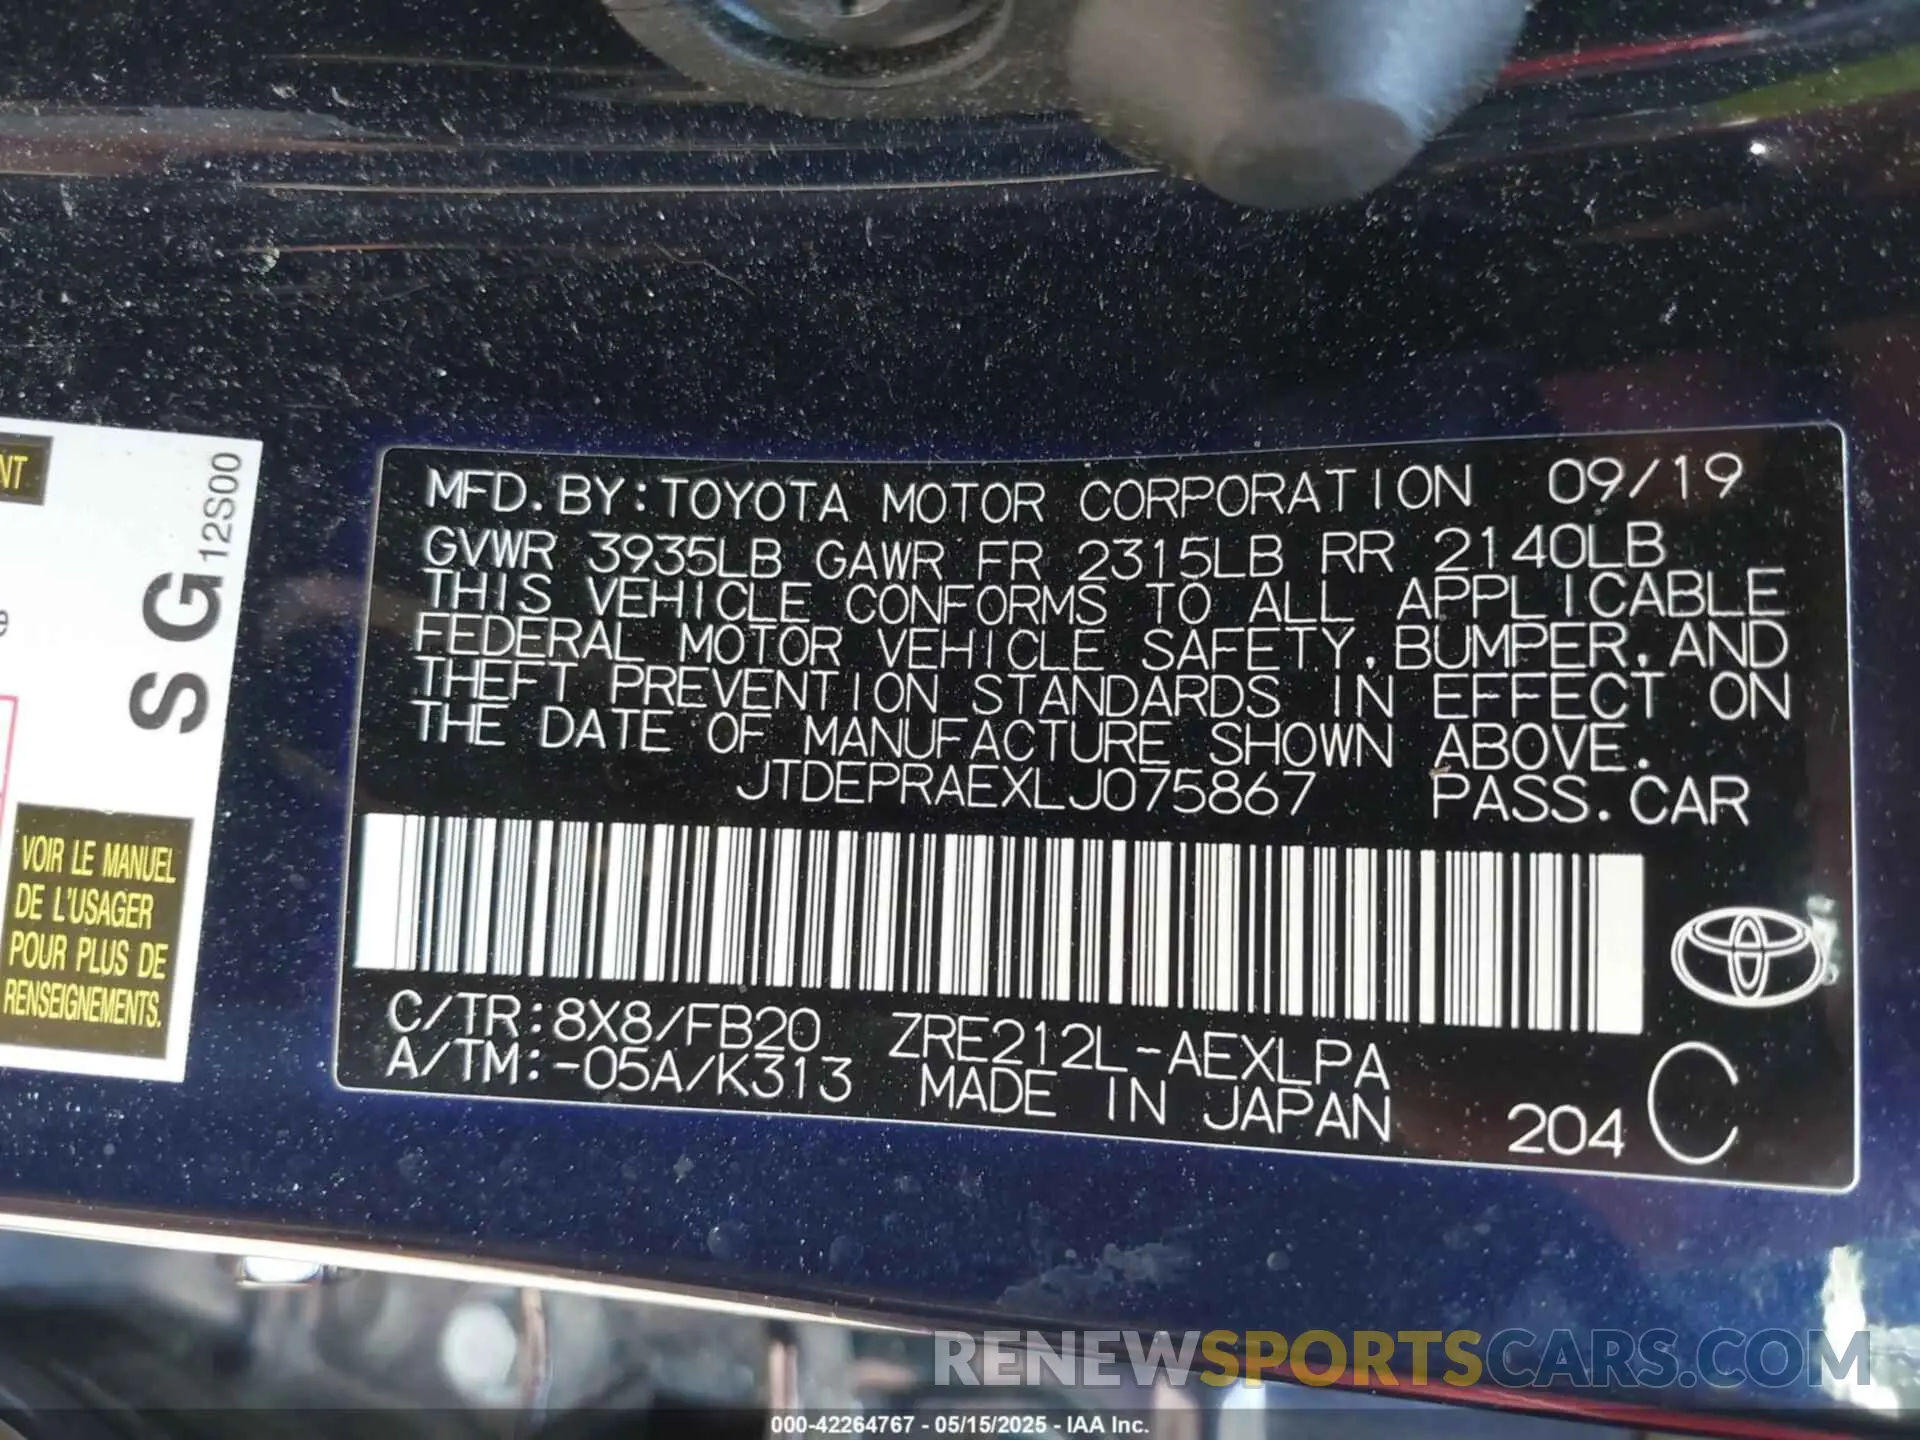 NT
12S00
SG
VOIR LE MANUEL
DE L'USAGER
POUR PLUS DE
RENSEIGNEMENTS.
MFD.BY:TOYOTA MOTOR CORPORATION 09/19
GVWR 3935LB GAWR FR 2315LB RR 2140LB
THIS VEHICLE CONFORMS TO ALL APPLICABLE
FEDERAL MOTOR VEHICLE SAFETY,BUMPER,AND
THEFT PREVENTION STANDARDS IN EFFECT ON
THE DATE OF MANUFACTURE SHOWN ABOVE.
JTDEPRAEXLJ075867 PASS.CAR
C/TR:8X8/FB20 ZRE212L-AEXLPA
A/TM:-05A/K313 MADE IN JAPAN 204 C
RENEWSPORTSCARS.COM
000-42264767 - 05/15/2025 - IAA Inc.